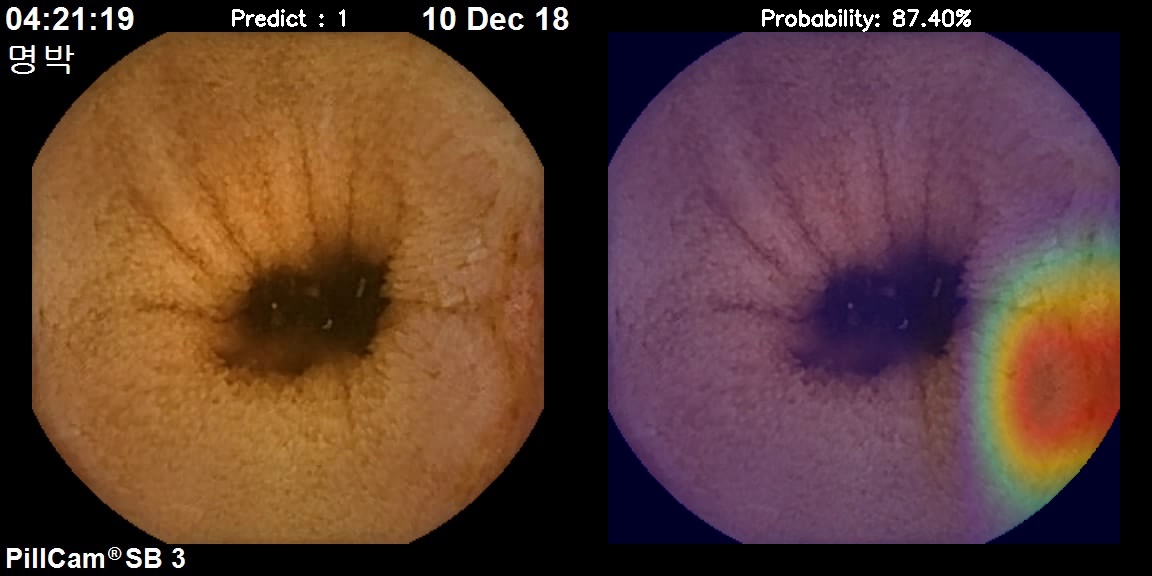 04:21:19 Predict : 1 10 Dec 18 Probability: 87.40%
명박
PillCam® SB 3